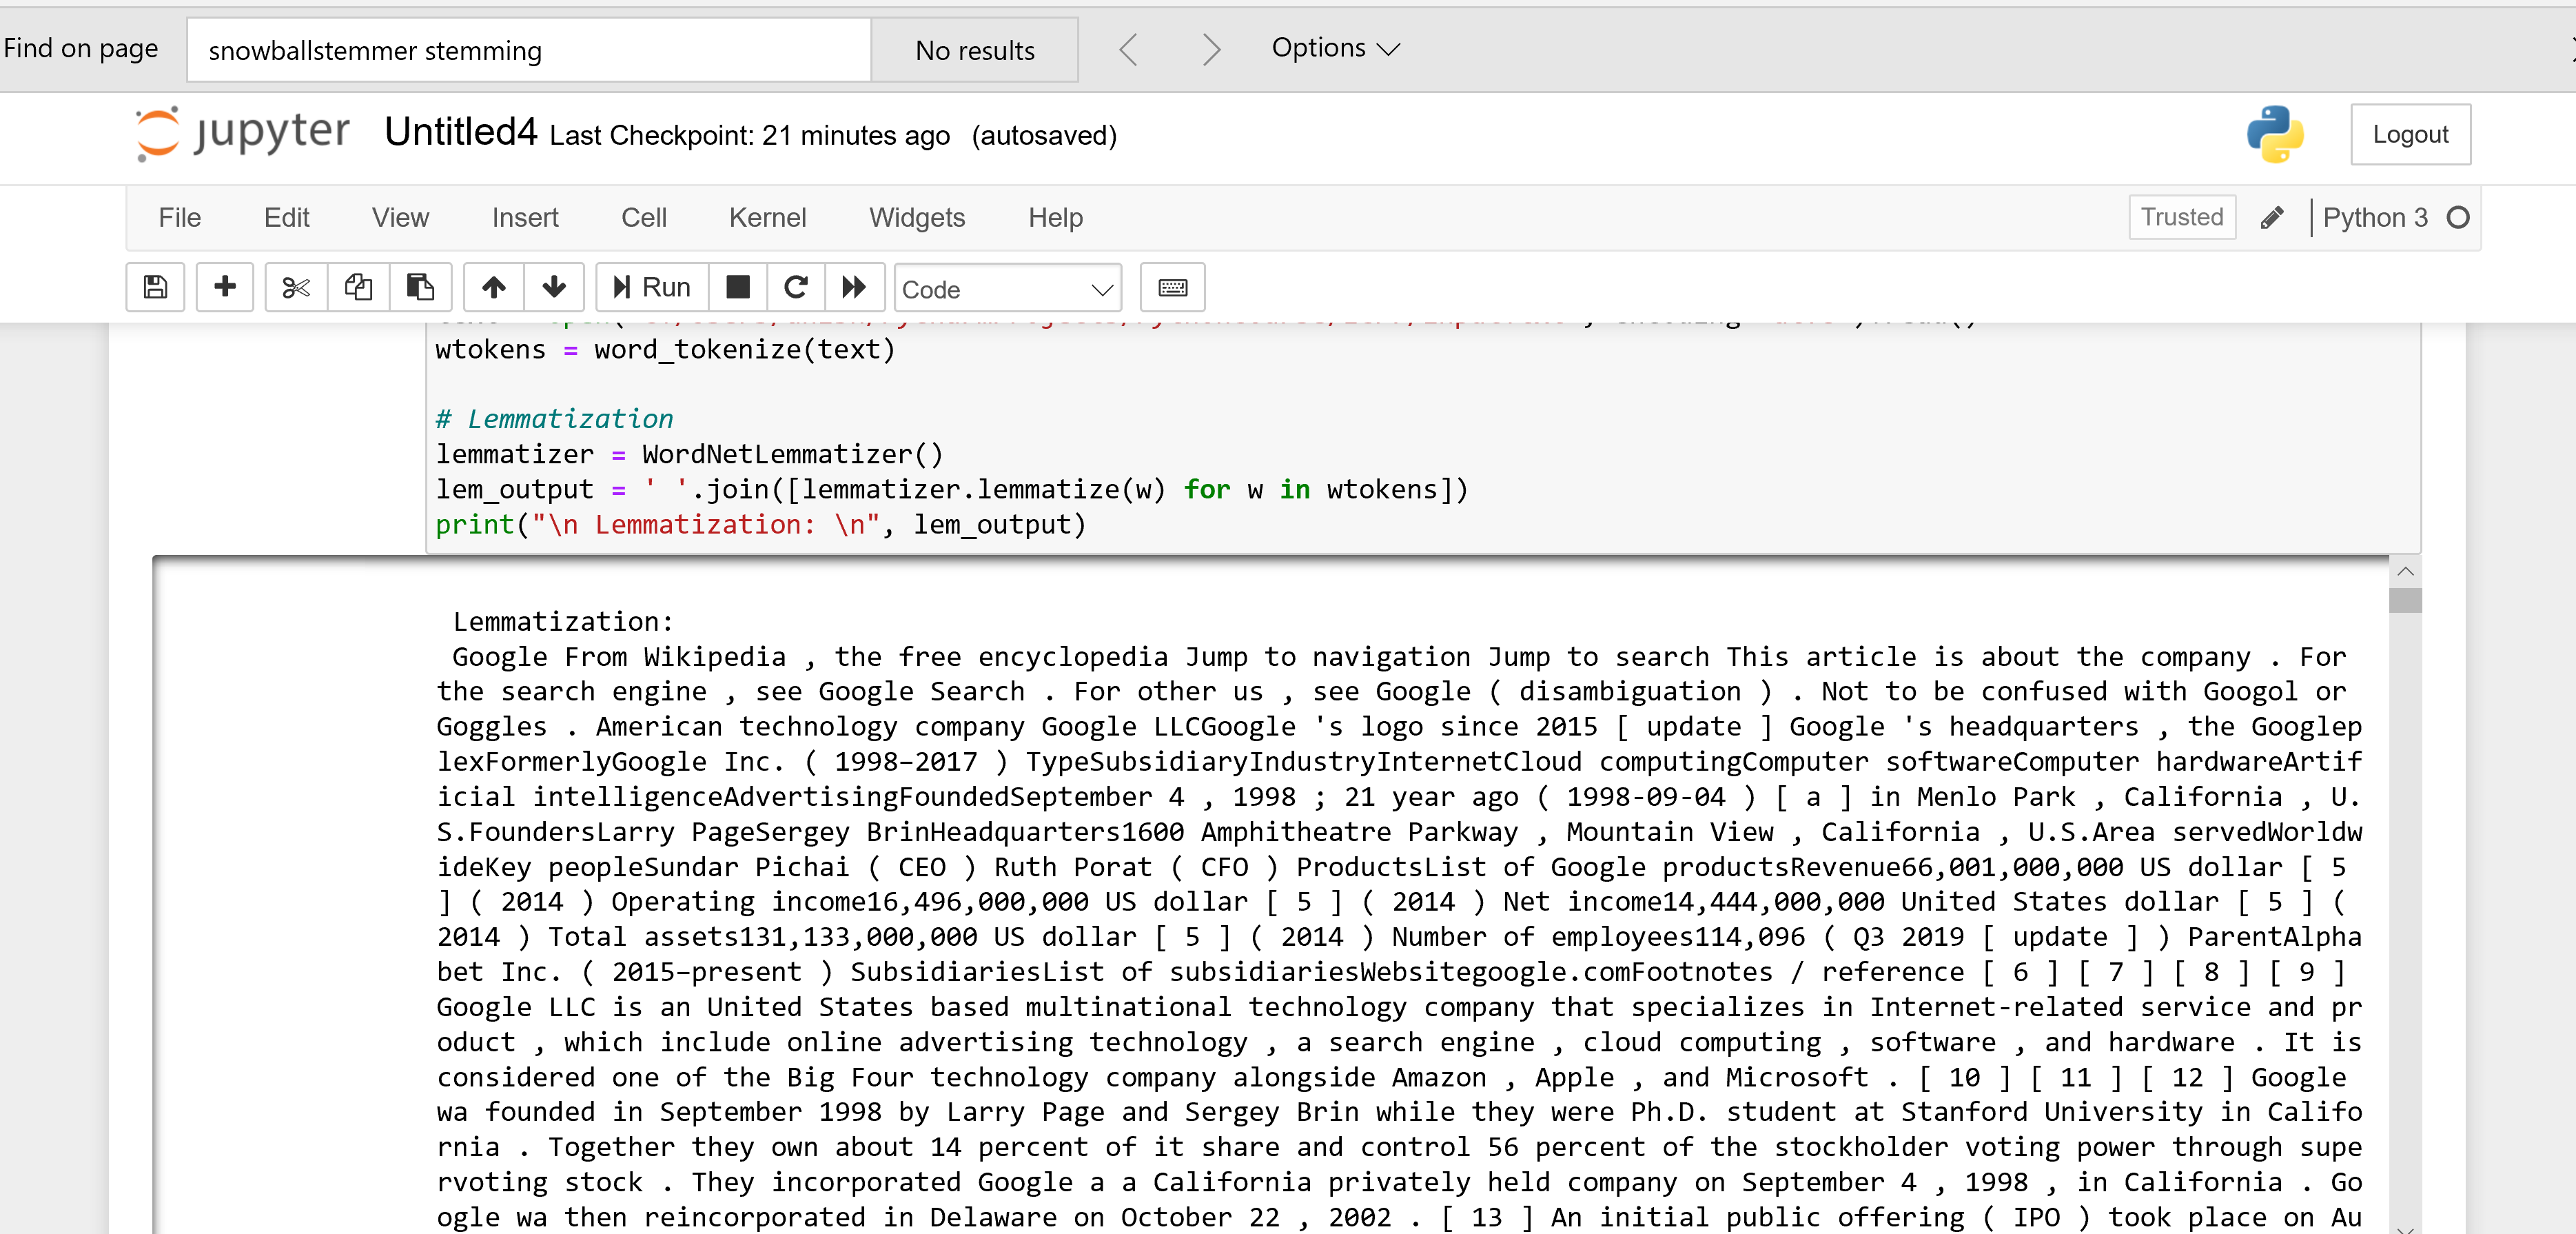 Find on page snowballstemmer stemming No results Options
jupyter Untitled4 Last Checkpoint: 21 minutes ago (autosaved) Logout
File Edit View Insert Cell Kernel Widgets Help Trusted Python 3
Run Code
wtokens = word_tokenize(text)
# Lemmatization
lemmatizer = WordNetLemmatizer()
lem_output = ' '.join([lemmatizer.lemmatize(w) for w in wtokens])
print("\n Lemmatization: \n", lem_output)
Lemmatization:
Google From Wikipedia , the free encyclopedia Jump to navigation Jump to search This article is about the company . For
the search engine , see Google Search . For other us , see Google ( disambiguation ) . Not to be confused with Googol or
Goggles . American technology company Google LLCGoogle 's logo since 2015 [ update ] Google 's headquarters , the Googlep
lexFormerlyGoogle Inc. ( 1998–2017 ) TypeSubsidiaryIndustryInternetCloud computingComputer softwareComputer hardwareArtif
icial intelligenceAdvertisingFoundedSeptember 4 , 1998 ; 21 year ago ( 1998-09-04 ) [ a ] in Menlo Park , California , U.
S.FoundersLarry PageSergey BrinHeadquarters1600 Amphitheatre Parkway , Mountain View , California , U.S.Area servedWorldw
ideKey peopleSundar Pichai ( CEO ) Ruth Porat ( CFO ) ProductsList of Google productsRevenue66,001,000,000 US dollar [ 5
] ( 2014 ) Operating income16,496,000,000 US dollar [ 5 ] ( 2014 ) Net income14,444,000,000 United States dollar [ 5 ] (
2014 ) Total assets131,133,000,000 US dollar [ 5 ] ( 2014 ) Number of employees114,096 ( Q3 2019 [ update ] ) ParentAlpha
bet Inc. ( 2015–present ) SubsidiariesList of subsidiariesWebsitegoogle.comFootnotes / reference [ 6 ] [ 7 ] [ 8 ] [ 9 ]
Google LLC is an United States based multinational technology company that specializes in Internet-related service and pr
oduct , which include online advertising technology , a search engine , cloud computing , software , and hardware . It is
considered one of the Big Four technology company alongside Amazon , Apple , and Microsoft . [ 10 ] [ 11 ] [ 12 ] Google
wa founded in September 1998 by Larry Page and Sergey Brin while they were Ph.D. student at Stanford University in Califo
rnia . Together they own about 14 percent of it share and control 56 percent of the stockholder voting power through supe
rvoting stock . They incorporated Google a a California privately held company on September 4 , 1998 , in California . Go
ogle wa then reincorporated in Delaware on October 22 , 2002 . [ 13 ] An initial public offering ( IPO ) took place on Au